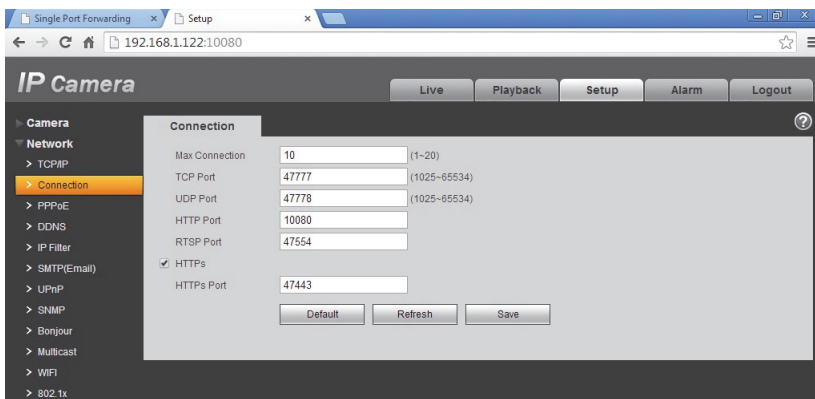 Single Port Forwarding
Setup
192.168.1.122:10080
IP Camera
Live Playback Setup Alarm Logout
Camera
Network
TCP/IP
Connection
PPPoE
DDNS
IP Filter
SMTP(Email)
UPnP
SNMP
Bonjour
Multicast
WIFI
802.1x
Connection
Max Connection 10 (1~20)
TCP Port 47777 (1025~65534)
UDP Port 47778 (1025~65534)
HTTP Port 10080
RTSP Port 47554
HTTPs
HTTPs Port 47443
Default Refresh Save